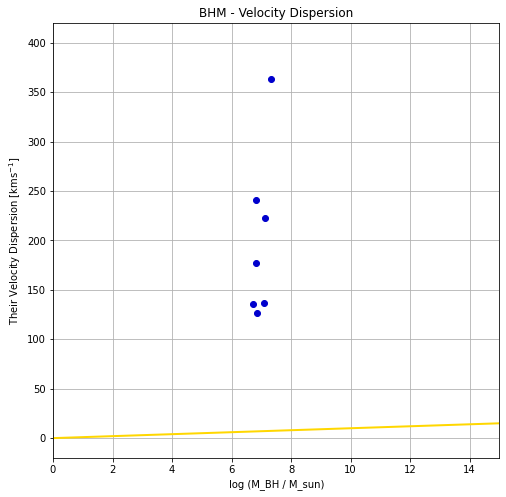 BHM - Velocity Dispersion
400
350
300
250
200
150
100
50
0
Their Velocity Dispersion [kms⁻¹]
0 2 4 6 8 10 12 14
log (M_BH / M_sun)